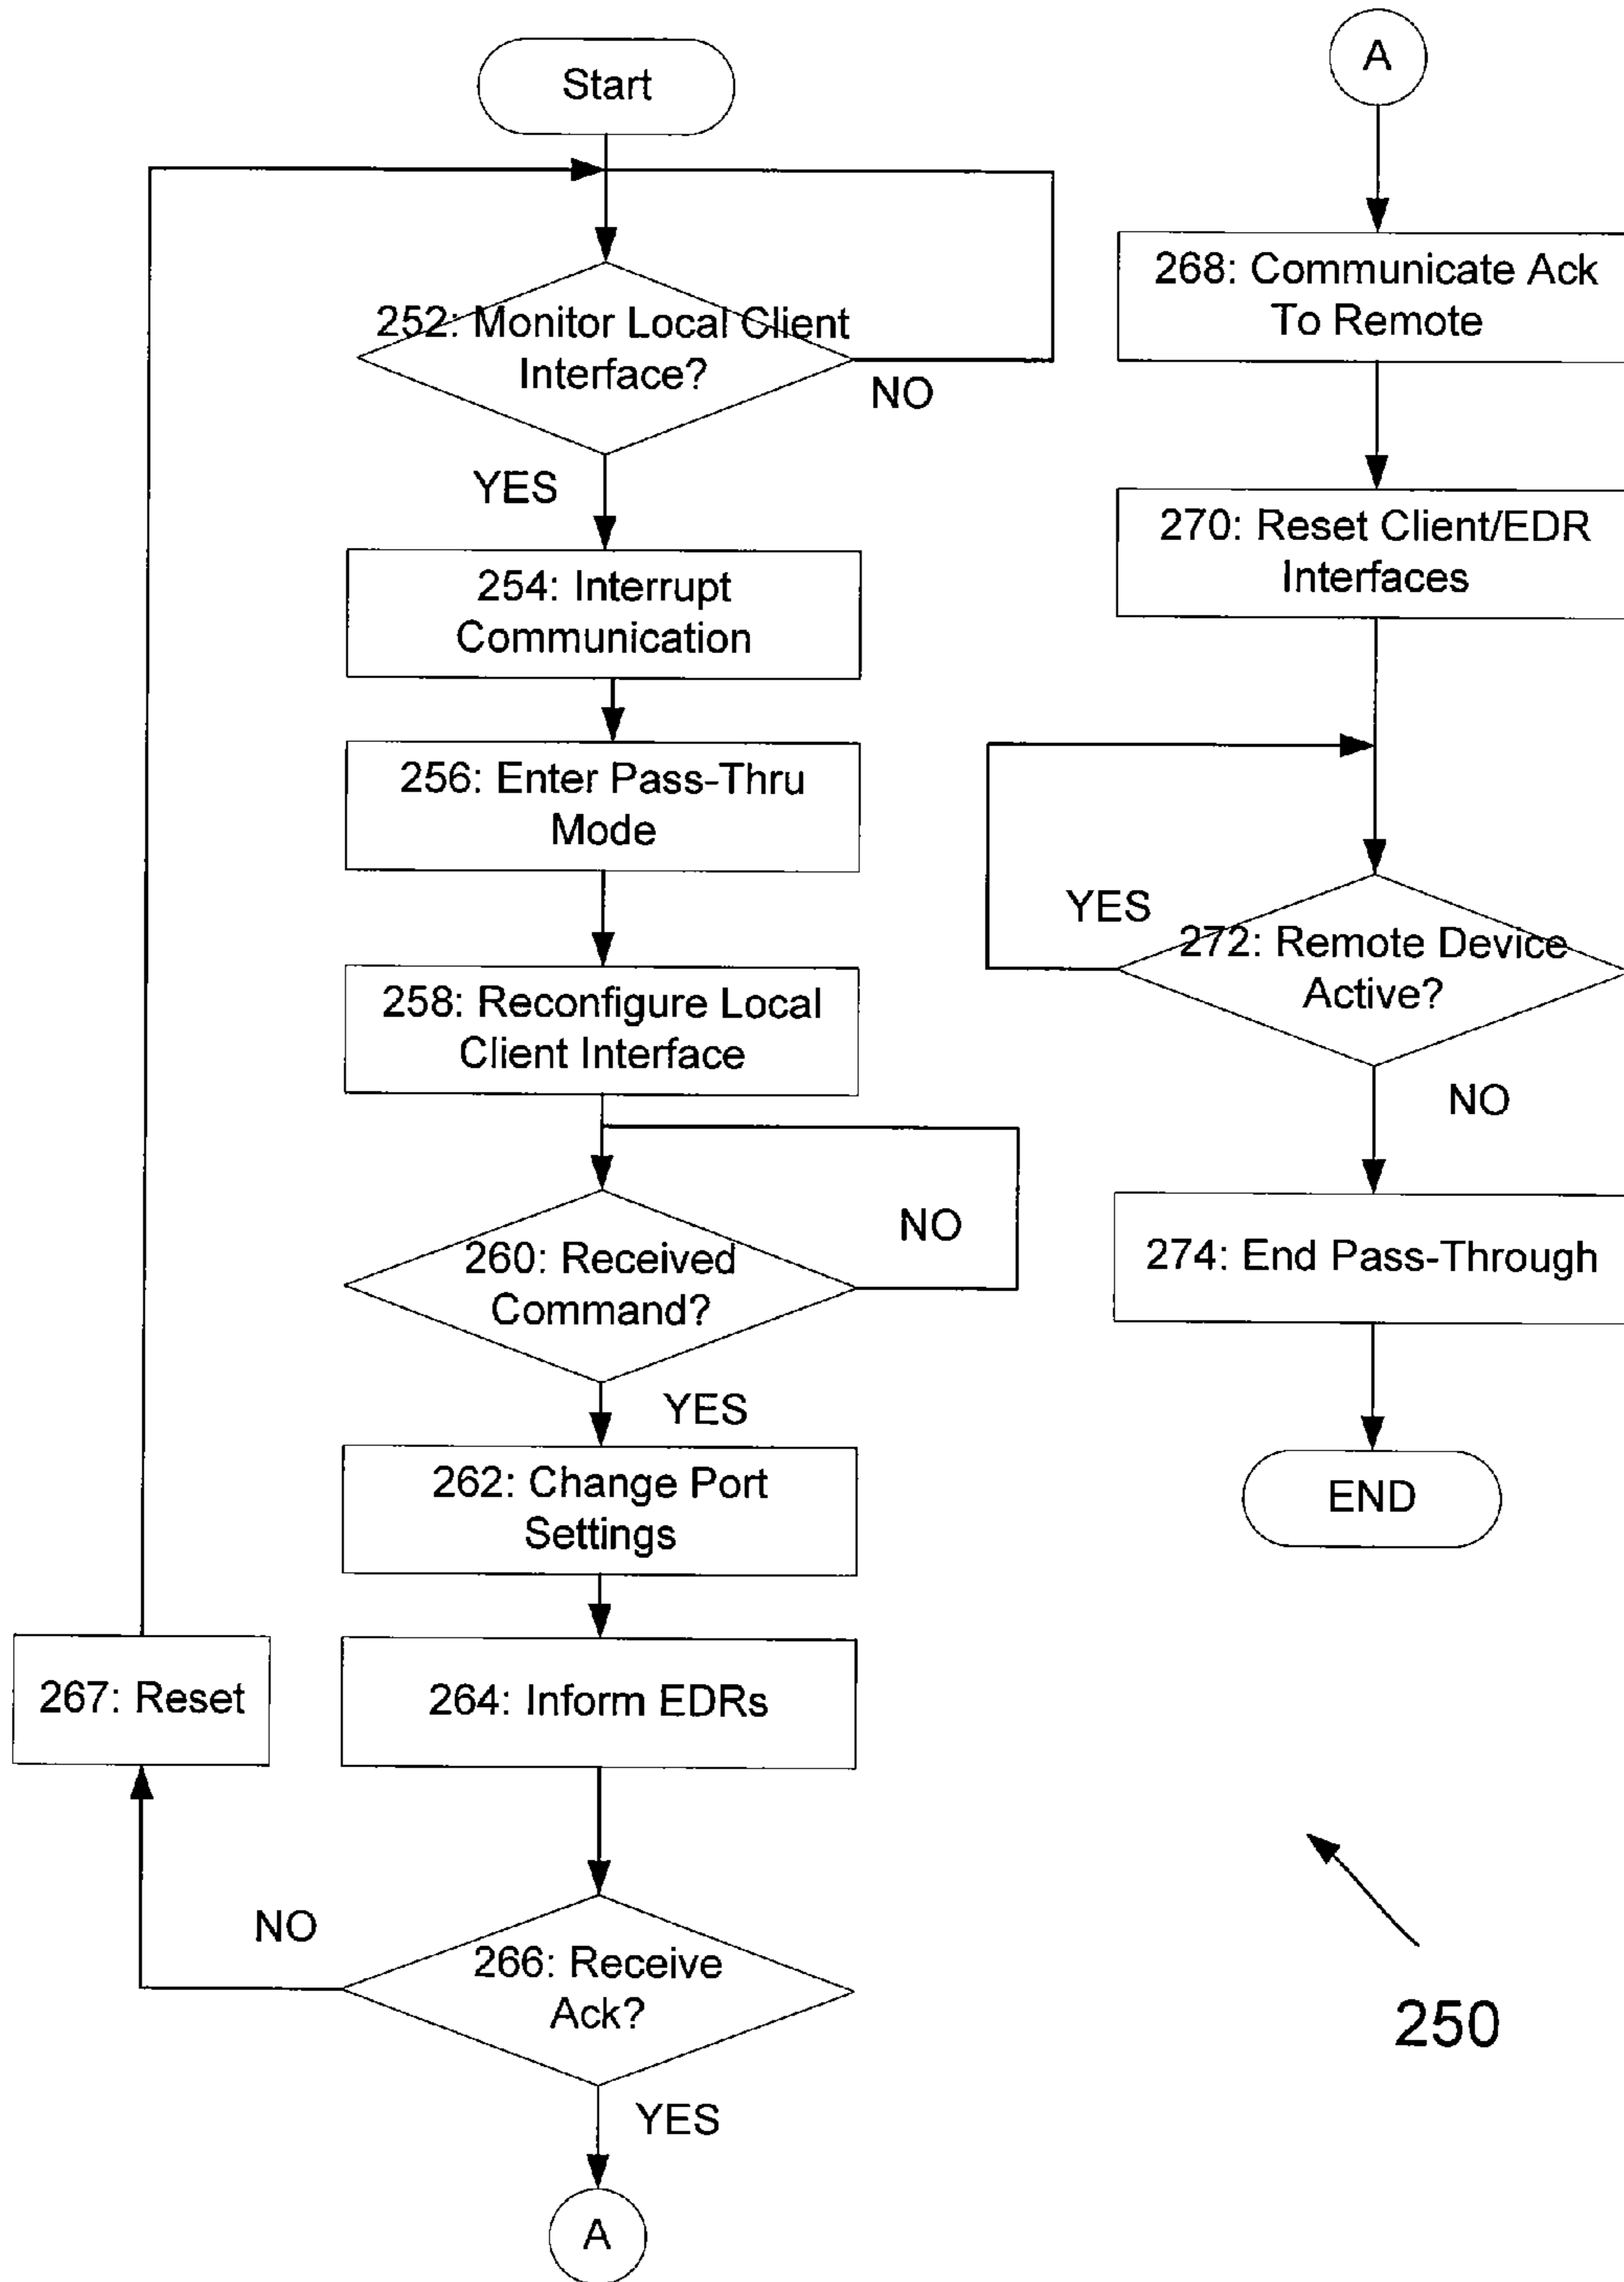 Start
252: Monitor Local Client
Interface?
NO
YES
254: Interrupt
Communication
256: Enter Pass-Thru
Mode
258: Reconfigure Local
Client Interface
260: Received
Command?
NO
YES
262: Change Port
Settings
264: Inform EDRs
267: Reset
266: Receive
Ack?
NO
YES
A
A
268: Communicate Ack
To Remote
270: Reset Client/EDR
Interfaces
YES
272: Remote Device
Active?
NO
274: End Pass-Through
END
250